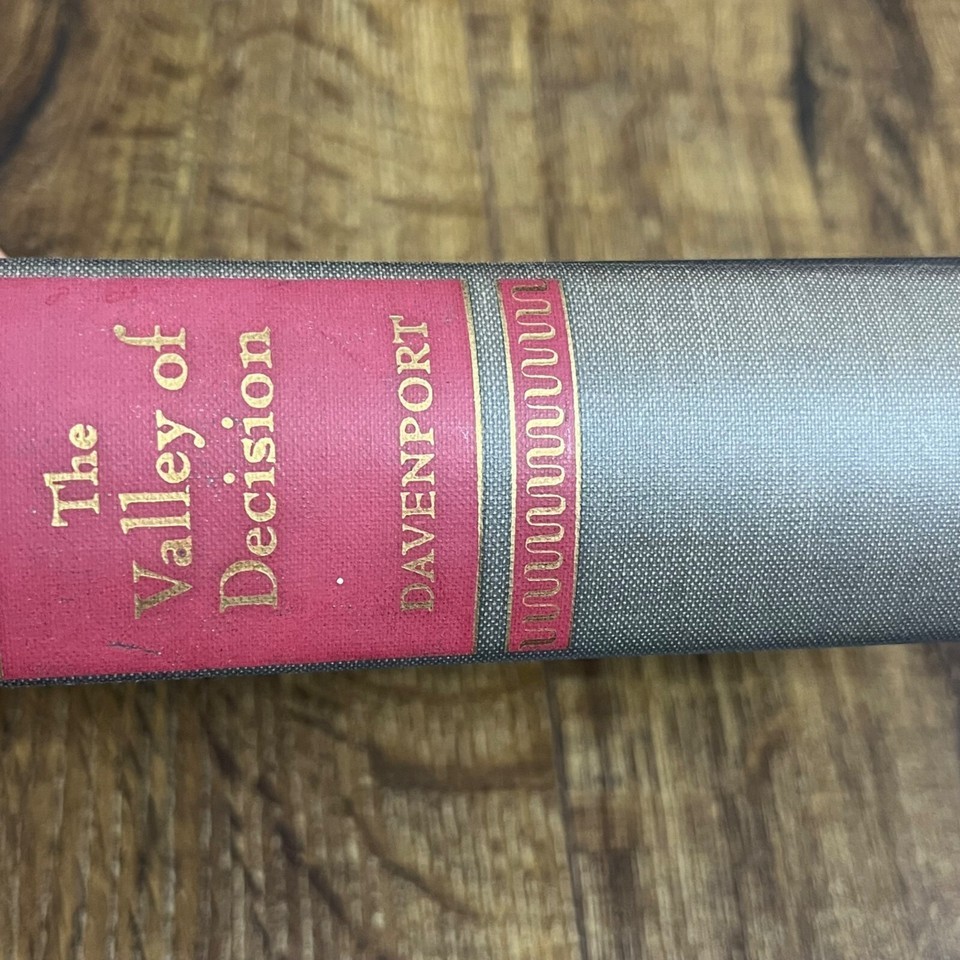 The
Valley of
Decision
DAVENPORT